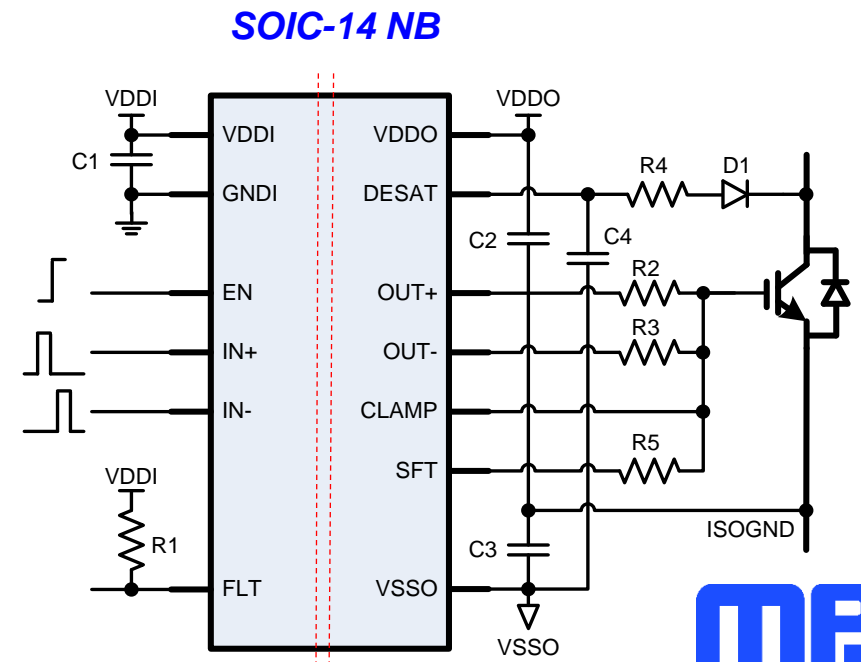 SOIC-14 NB
VDDI
VDDO
C1
VDDI
GNDI
EN
IN+
IN-
FLT
VDDO
DESAT
OUT+
OUT-
CLAMP
SFT
VSSO
C2
C4
R4
D1
R2
R3
R5
ISOGND
VDDI
R1
C3
VSSO